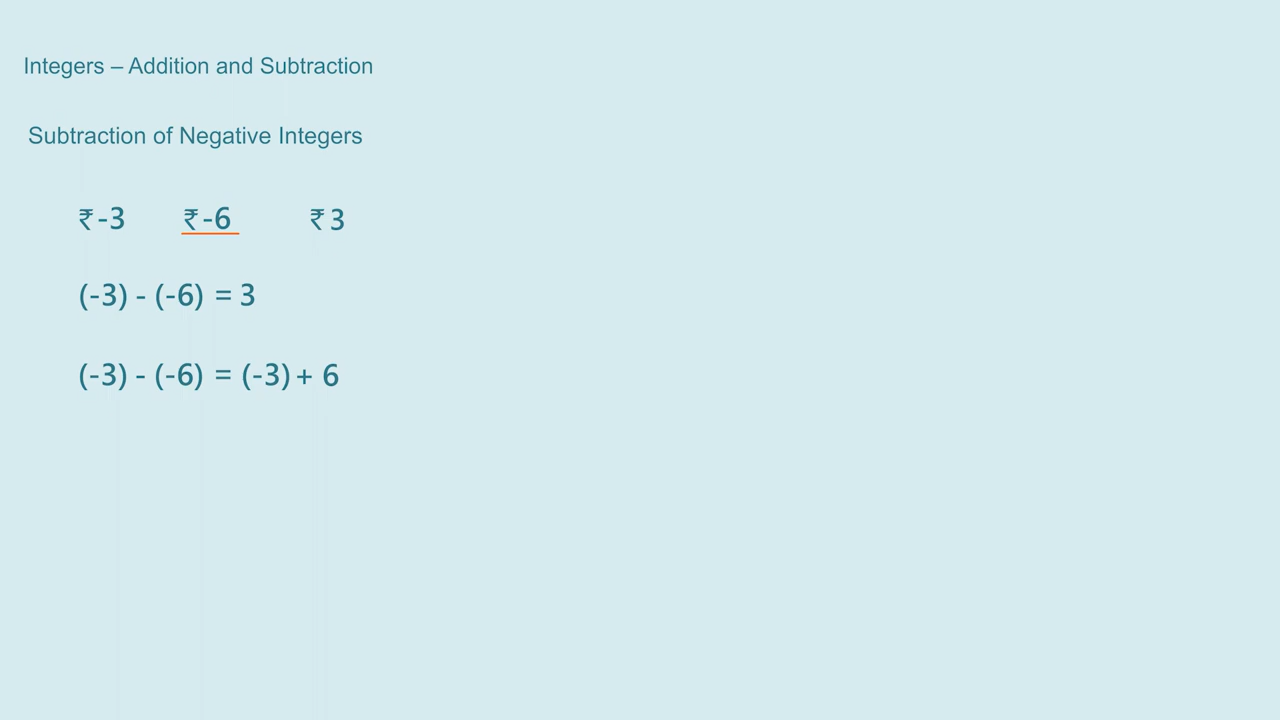 Integers – Addition and Subtraction
Subtraction of Negative Integers
₹ -3 ₹ -6 ₹ 3
(-3) - (-6) = 3
(-3) - (-6) = (-3) + 6